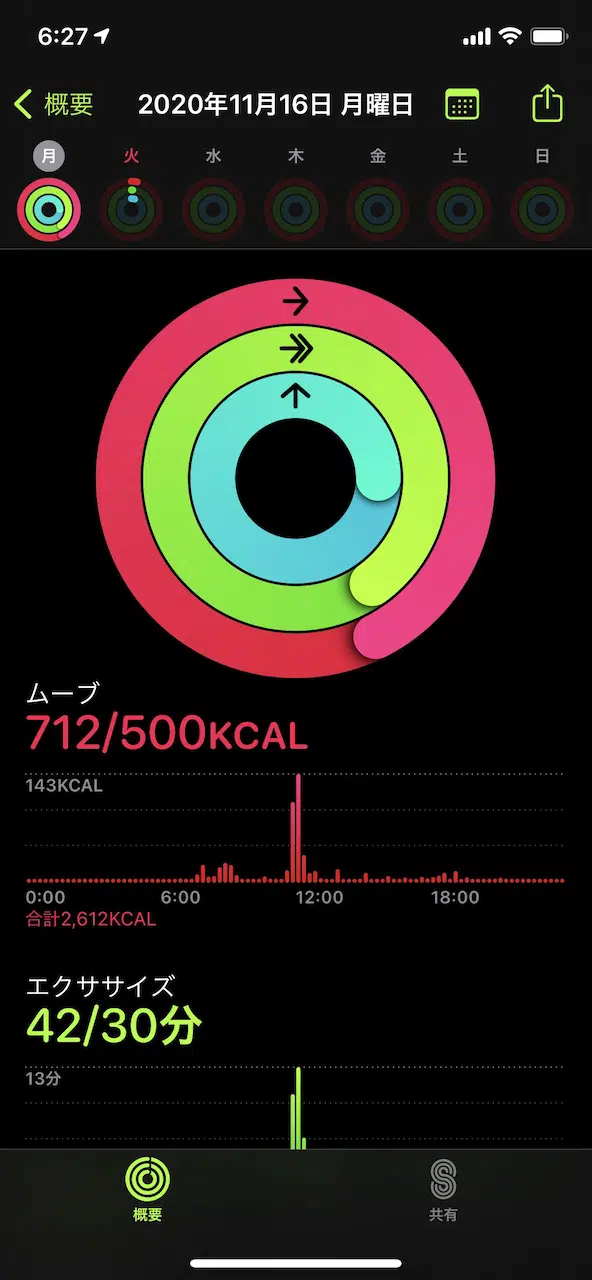 6:27
概要 2020年11月16日 月曜日
月 火 水 木 金 土 日
ムーブ
712/500KCAL
143KCAL
0:00 6:00 12:00 18:00
合計2,612KCAL
エクササイズ
42/30分
13分
概要 共有